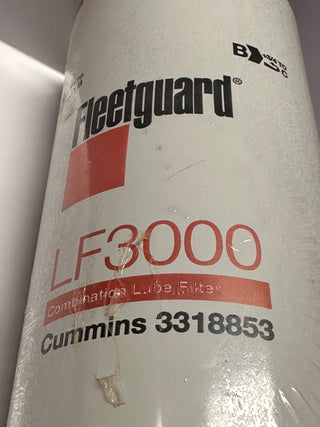 B
Fleetguard®
LF3000
Combination Lube Filter
Cummins 3318853